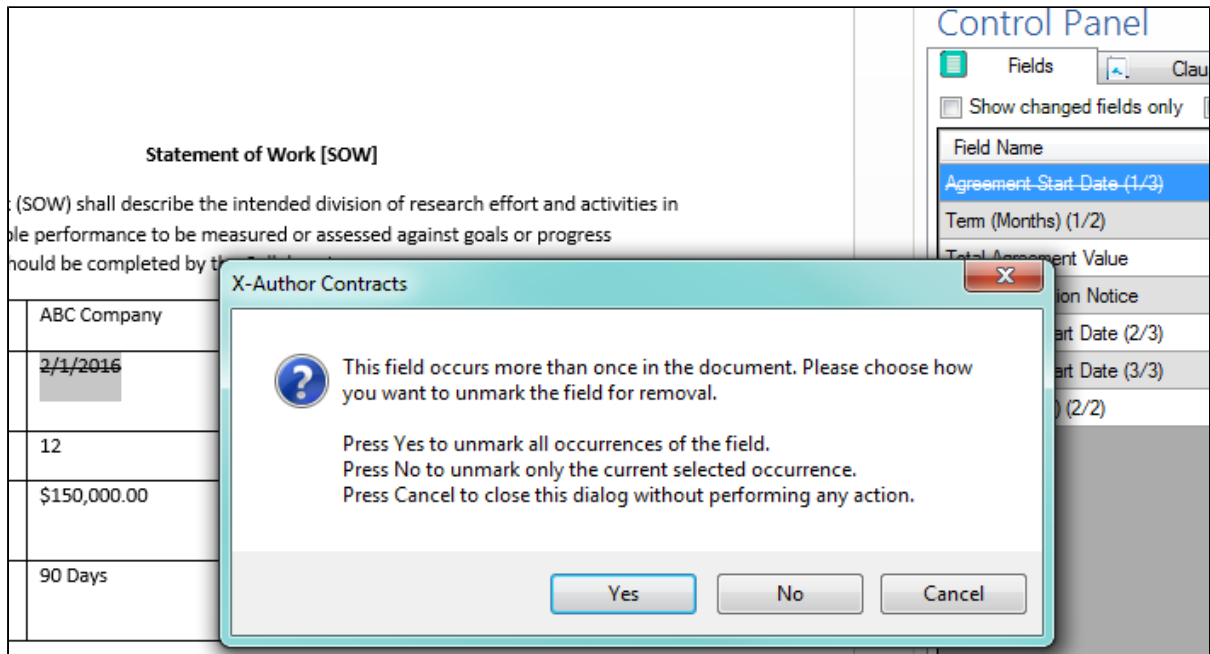 Control Panel
Fields
Show changed fields only
Field Name
Agreement Start Date (1/3)
Term (Months) (1/2)
Total Agreement Value
ion Notice
art Date (2/3)
art Date (3/3)
) (2/2)
Statement of Work [SOW]
(SOW) shall describe the intended division of research effort and activities in
performance to be measured or assessed against goals or progress
should be completed by
ABC Company
2/1/2016
12
$150,000.00
90 Days
X-Author Contracts
This field occurs more than once in the document. Please choose how
you want to unmark the field for removal.
Press Yes to unmark all occurrences of the field.
Press No to unmark only the current selected occurrence.
Press Cancel to close this dialog without performing any action.
Yes
No
Cancel